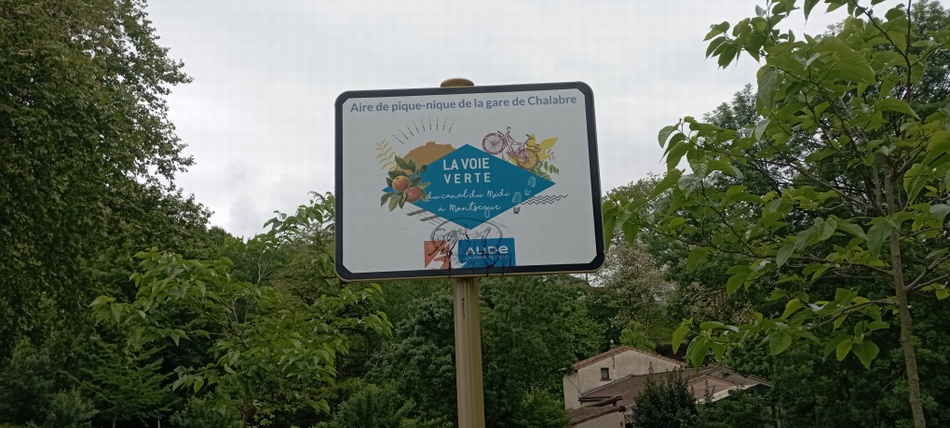 Aire de pique-nique de la gare de Chalabre
LA VOIE
VERTE
du canal du Midi
à Montségur
AUDE